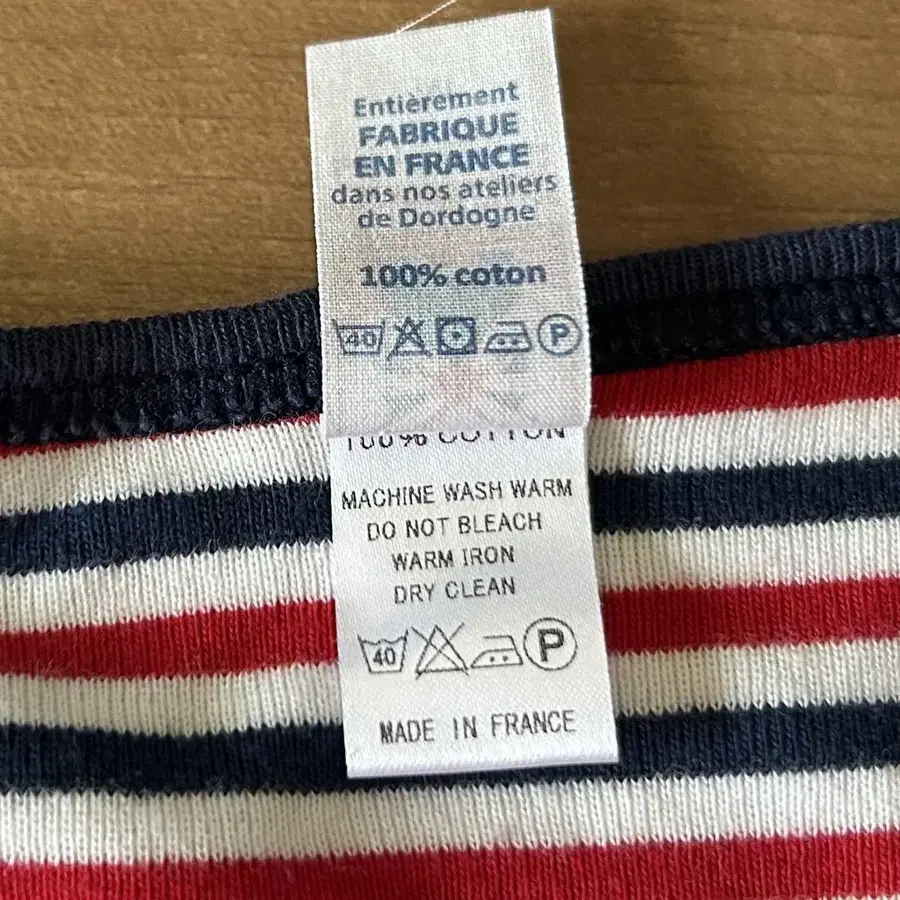 Entièrement
FABRIQUE
EN FRANCE
dans nos ateliers
de Dordogne
100% coton
40 P
100% COTTON
MACHINE WASH WARM
DO NOT BLEACH
WARM IRON
DRY CLEAN
40 P
MADE IN FRANCE